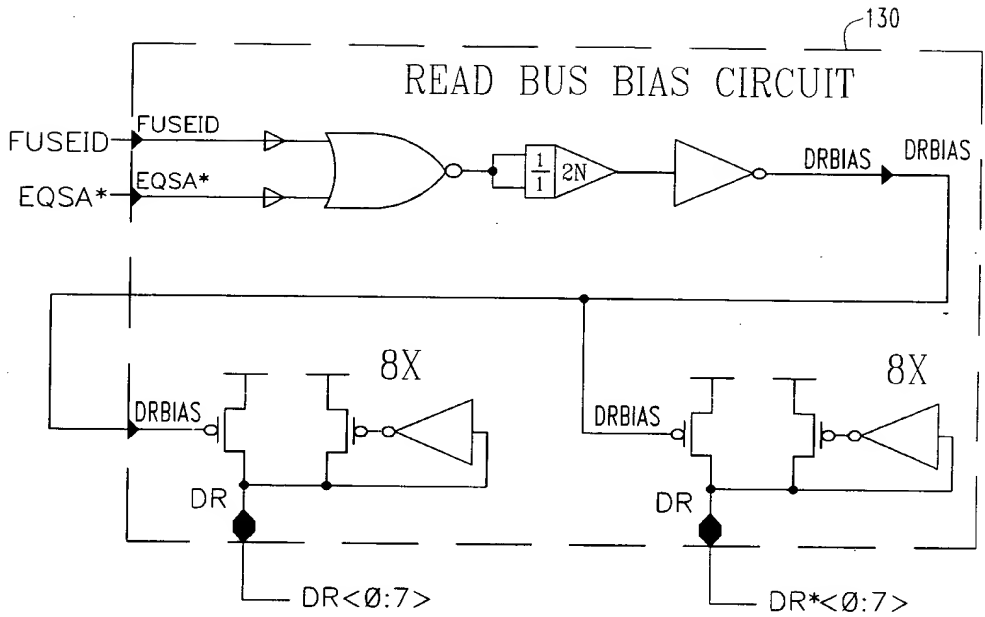 130
READ BUS BIAS CIRCUIT
FUSEID
FUSEID
EQSA*
EQSA*
1
1
2N
DRBIAS
DRBIAS
8X
8X
DRBIAS
DRBIAS
DR
DR
DR<Ø:7>
DR*<Ø:7>